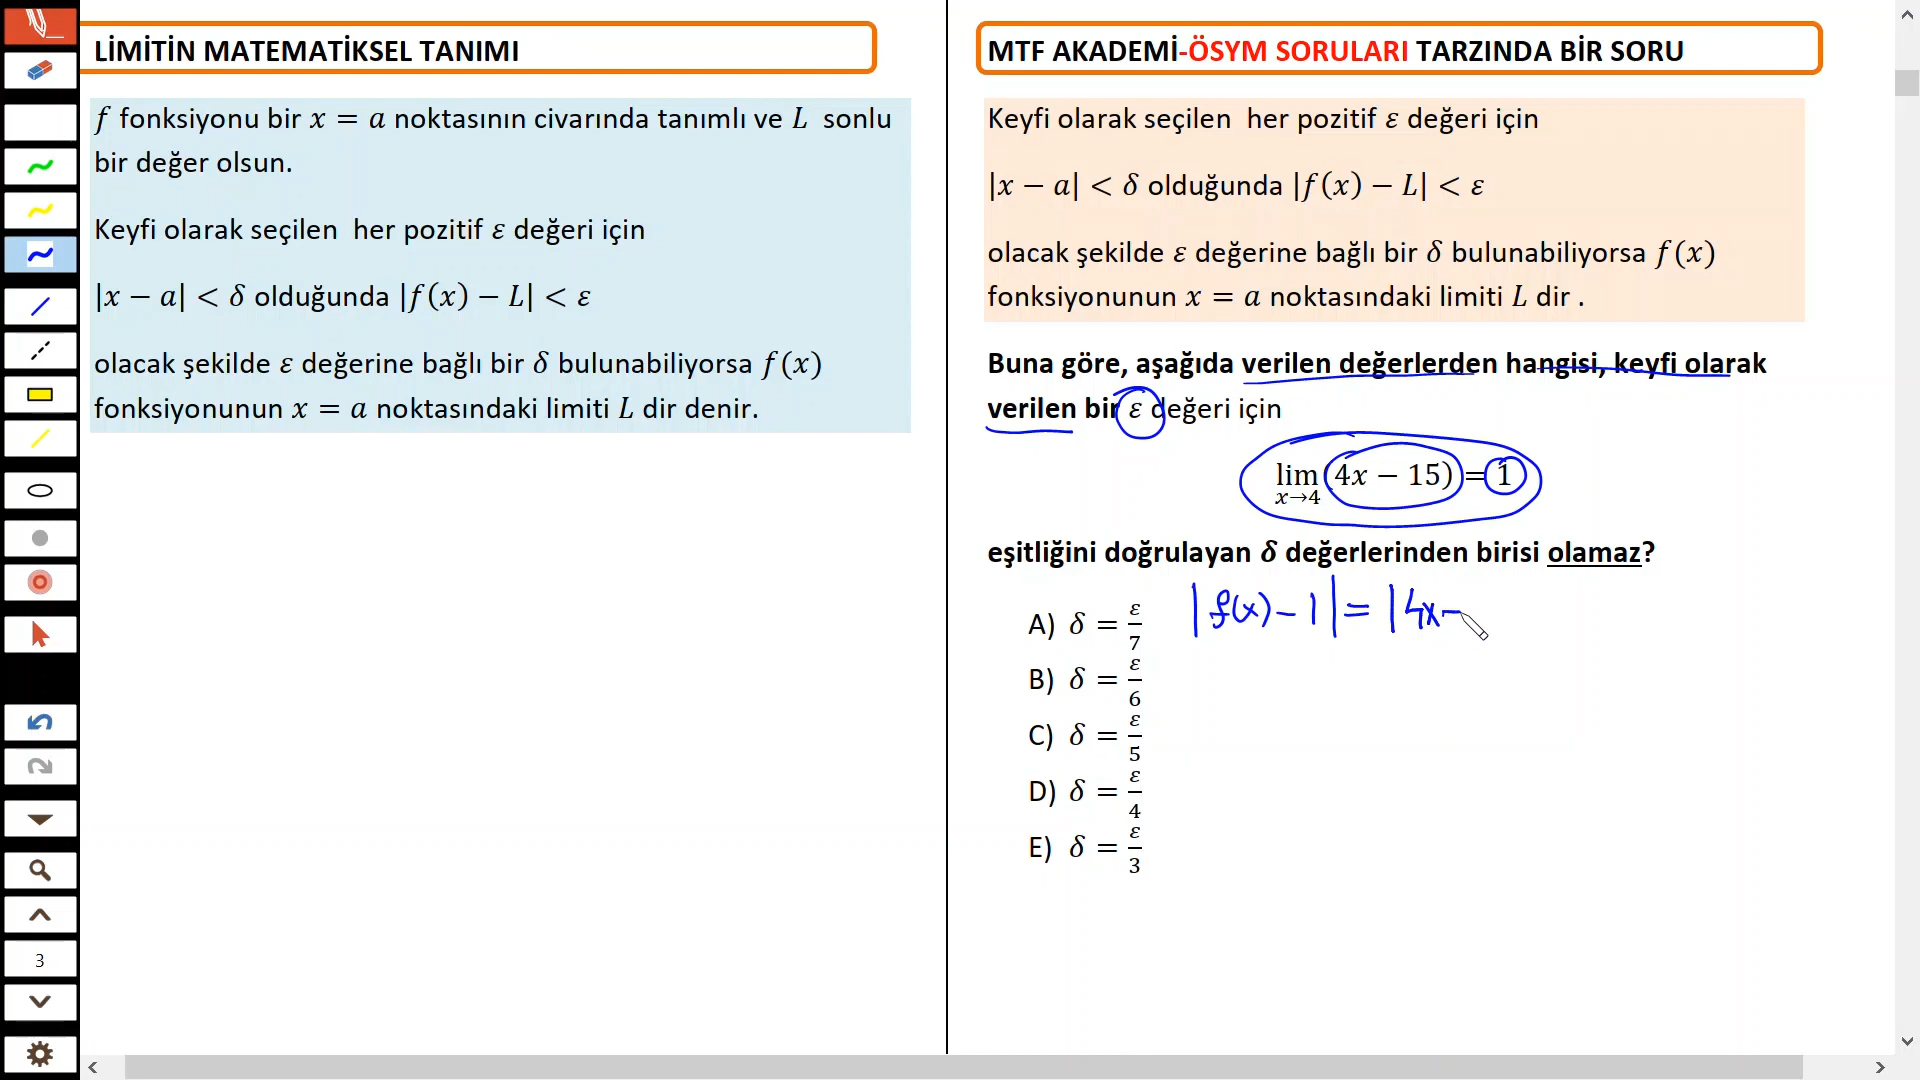 LİMİTİN MATEMATİKSEL TANIMI
f fonksiyonu bir x = a noktasının civarında tanımlı ve L sonlu
bir değer olsun.
Keyfi olarak seçilen her pozitif ε değeri için
|x − a| < δ olduğunda |f(x) − L| < ε
olacak şekilde ε değerine bağlı bir δ bulunabiliyorsa f(x)
fonksiyonunun x = a noktasındaki limiti L dir denir.
MTF AKADEMİ-ÖSYM SORULARI TARZINDA BİR SORU
Keyfi olarak seçilen her pozitif ε değeri için
|x − a| < δ olduğunda |f(x) − L| < ε
olacak şekilde ε değerine bağlı bir δ bulunabiliyorsa f(x)
fonksiyonunun x = a noktasındaki limiti L dir .
Buna göre, aşağıda verilen değerlerden hangisi, keyfi olarak
verilen bir ε değeri için
lim x→4 (4x − 15) = 1
eşitliğini doğrulayan δ değerlerinden birisi olamaz?
|f(x) − 1| = |4x −
A) δ = ε/7
B) δ = ε/6
C) δ = ε/5
D) δ = ε/4
E) δ = ε/3
3